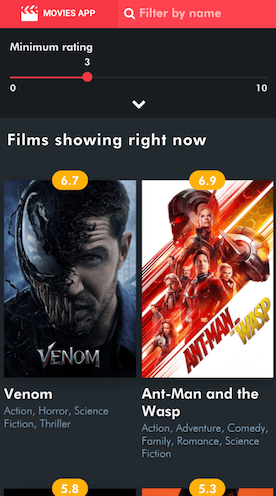 MOVIES APP
Filter by name
Minimum rating
3
0 10
Films showing right now
6.7 6.9
VENOM
ANT-MAN
AND THE
WASP
Venom
Action, Horror, Science
Fiction, Thriller
Ant-Man and the
Wasp
Action, Adventure, Comedy,
Family, Romance, Science
Fiction
5.8 5.3